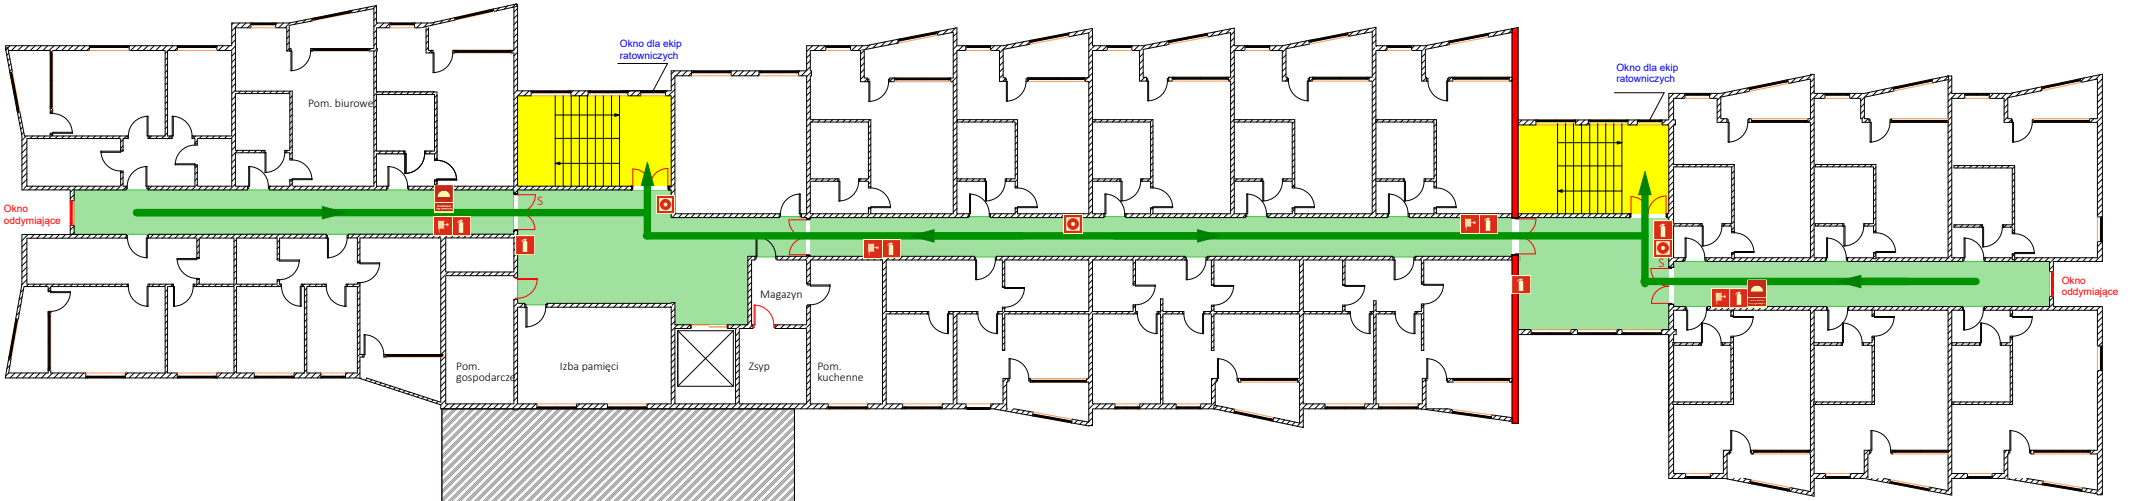 Okno dla ekip
ratowniczych
Okno dla ekip
ratowniczych
Pom. biurowe
Okno
oddymiające
S
S
Okno
oddymiające
Magazyn
Pom.
gospodarcze
Izba pamięci
Zsyp
Pom.
kuchenne